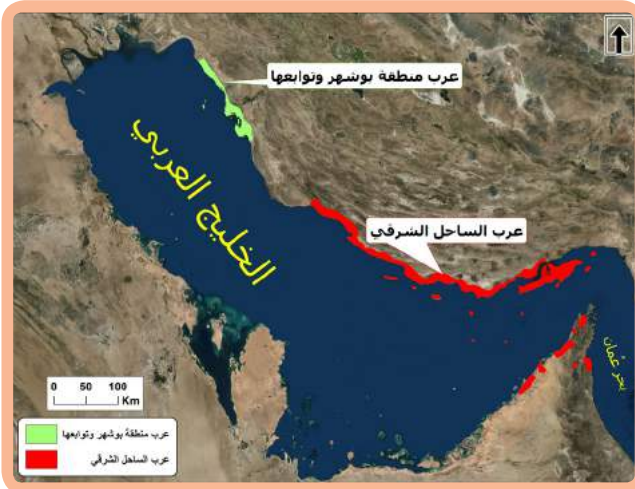 عرب منطقة بوشهر وتوابعها
الخليج العربي
عرب الساحل الشرقي
بحر عُمان
0 50 100
Km
عرب منطقة بوشهر وتوابعها
عرب الساحل الشرقي